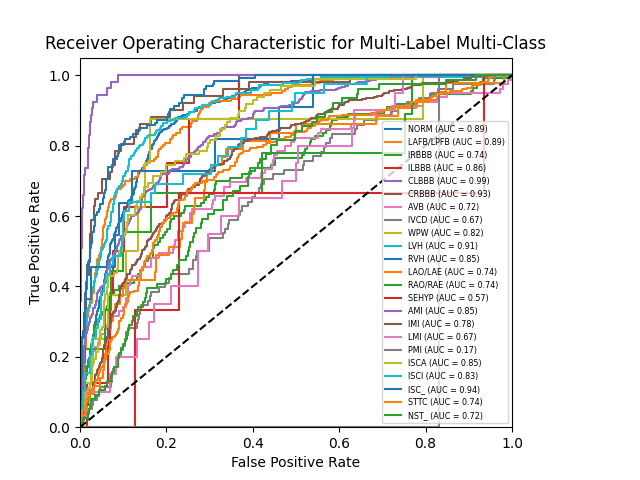 Receiver Operating Characteristic for Multi-Label Multi-Class
1.0
0.8
0.6
0.4
0.2
0.0
True Positive Rate
NORM (AUC = 0.89)
LAFB/LPFB (AUC = 0.89)
IRBBB (AUC = 0.74)
ILBBB (AUC = 0.86)
CLBBB (AUC = 0.99)
CRBBB (AUC = 0.93)
AVB (AUC = 0.72)
IVCD (AUC = 0.67)
WPW (AUC = 0.82)
LVH (AUC = 0.91)
RVH (AUC = 0.85)
LAO/LAE (AUC = 0.74)
RAO/RAE (AUC = 0.74)
SEHYP (AUC = 0.57)
AMI (AUC = 0.85)
IMI (AUC = 0.78)
LMI (AUC = 0.67)
PMI (AUC = 0.17)
ISCA (AUC = 0.85)
ISCI (AUC = 0.83)
ISC_ (AUC = 0.94)
STTC (AUC = 0.74)
NST_ (AUC = 0.72)
0.0 0.2 0.4 0.6 0.8 1.0
False Positive Rate